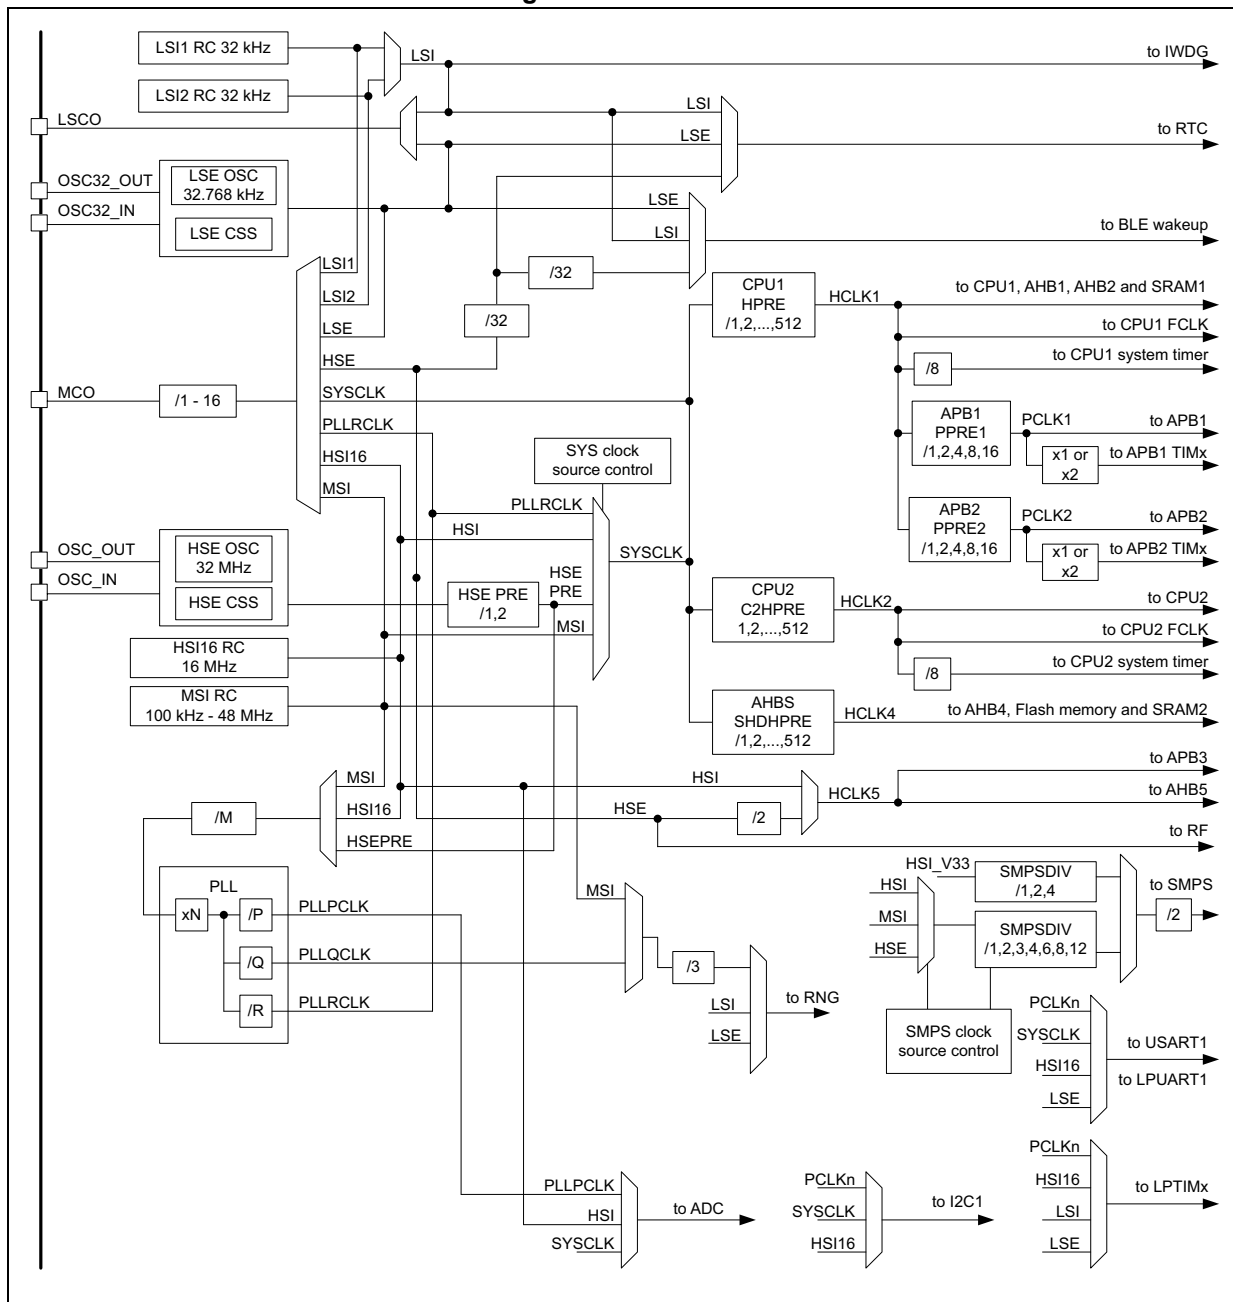 LSI1 RC 32 kHz
LSI
to IWDG
LSI2 RC 32 kHz
LSI
LSCO
LSE
to RTC
OSC32_OUT
LSE OSC
32.768 kHz
OSC32_IN
LSE CSS
LSE
LSI
to BLE wakeup
LSI1
/32
LSI2
/32
LSE
HSE
CPU1
HPRE
/1,2,...,512
HCLK1
to CPU1, AHB1, AHB2 and SRAM1
to CPU1 FCLK
to CPU1 system timer
/8
MCO
/1 - 16
SYSCLK
PLLRCLK
HSI16
MSI
APB1
PPRE1
/1,2,4,8,16
PCLK1
to APB1
x1 or
x2
to APB1 TIMx
SYS clock
source control
PLLRCLK
HSI
SYSCLK
APB2
PPRE2
/1,2,4,8,16
PCLK2
to APB2
x1 or
x2
to APB2 TIMx
OSC_OUT
HSE OSC
32 MHz
OSC_IN
HSE CSS
HSE PRE
/1,2
HSE
PRE
MSI
CPU2
C2HPRE
1,2,...,512
HCLK2
to CPU2
to CPU2 FCLK
to CPU2 system timer
/8
HSI16 RC
16 MHz
MSI RC
100 kHz - 48 MHz
AHBS
SHDHPRE
/1,2,...,512
HCLK4
to AHB4, Flash memory and SRAM2
MSI
HSI16
HSEPRE
/M
HSI
HSE
/2
HCLK5
to APB3
to AHB5
to RF
PLL
xN
/P
PLLPCLK
/Q
PLLQCLK
/R
PLLRCLK
MSI
/3
LSI
LSE
to RNG
HSI_V33
HSI
MSI
HSE
SMPSDIV
/1,2,4
SMPSDIV
/1,2,3,4,6,8,12
to SMPS
/2
SMPS clock
source control
PCLKn
SYSCLK
HSI16
LSE
to USART1
to LPUART1
PLLPCLK
HSI
SYSCLK
to ADC
PCLKn
SYSCLK
HSI16
to I2C1
PCLKn
HSI16
LSI
LSE
to LPTIMx